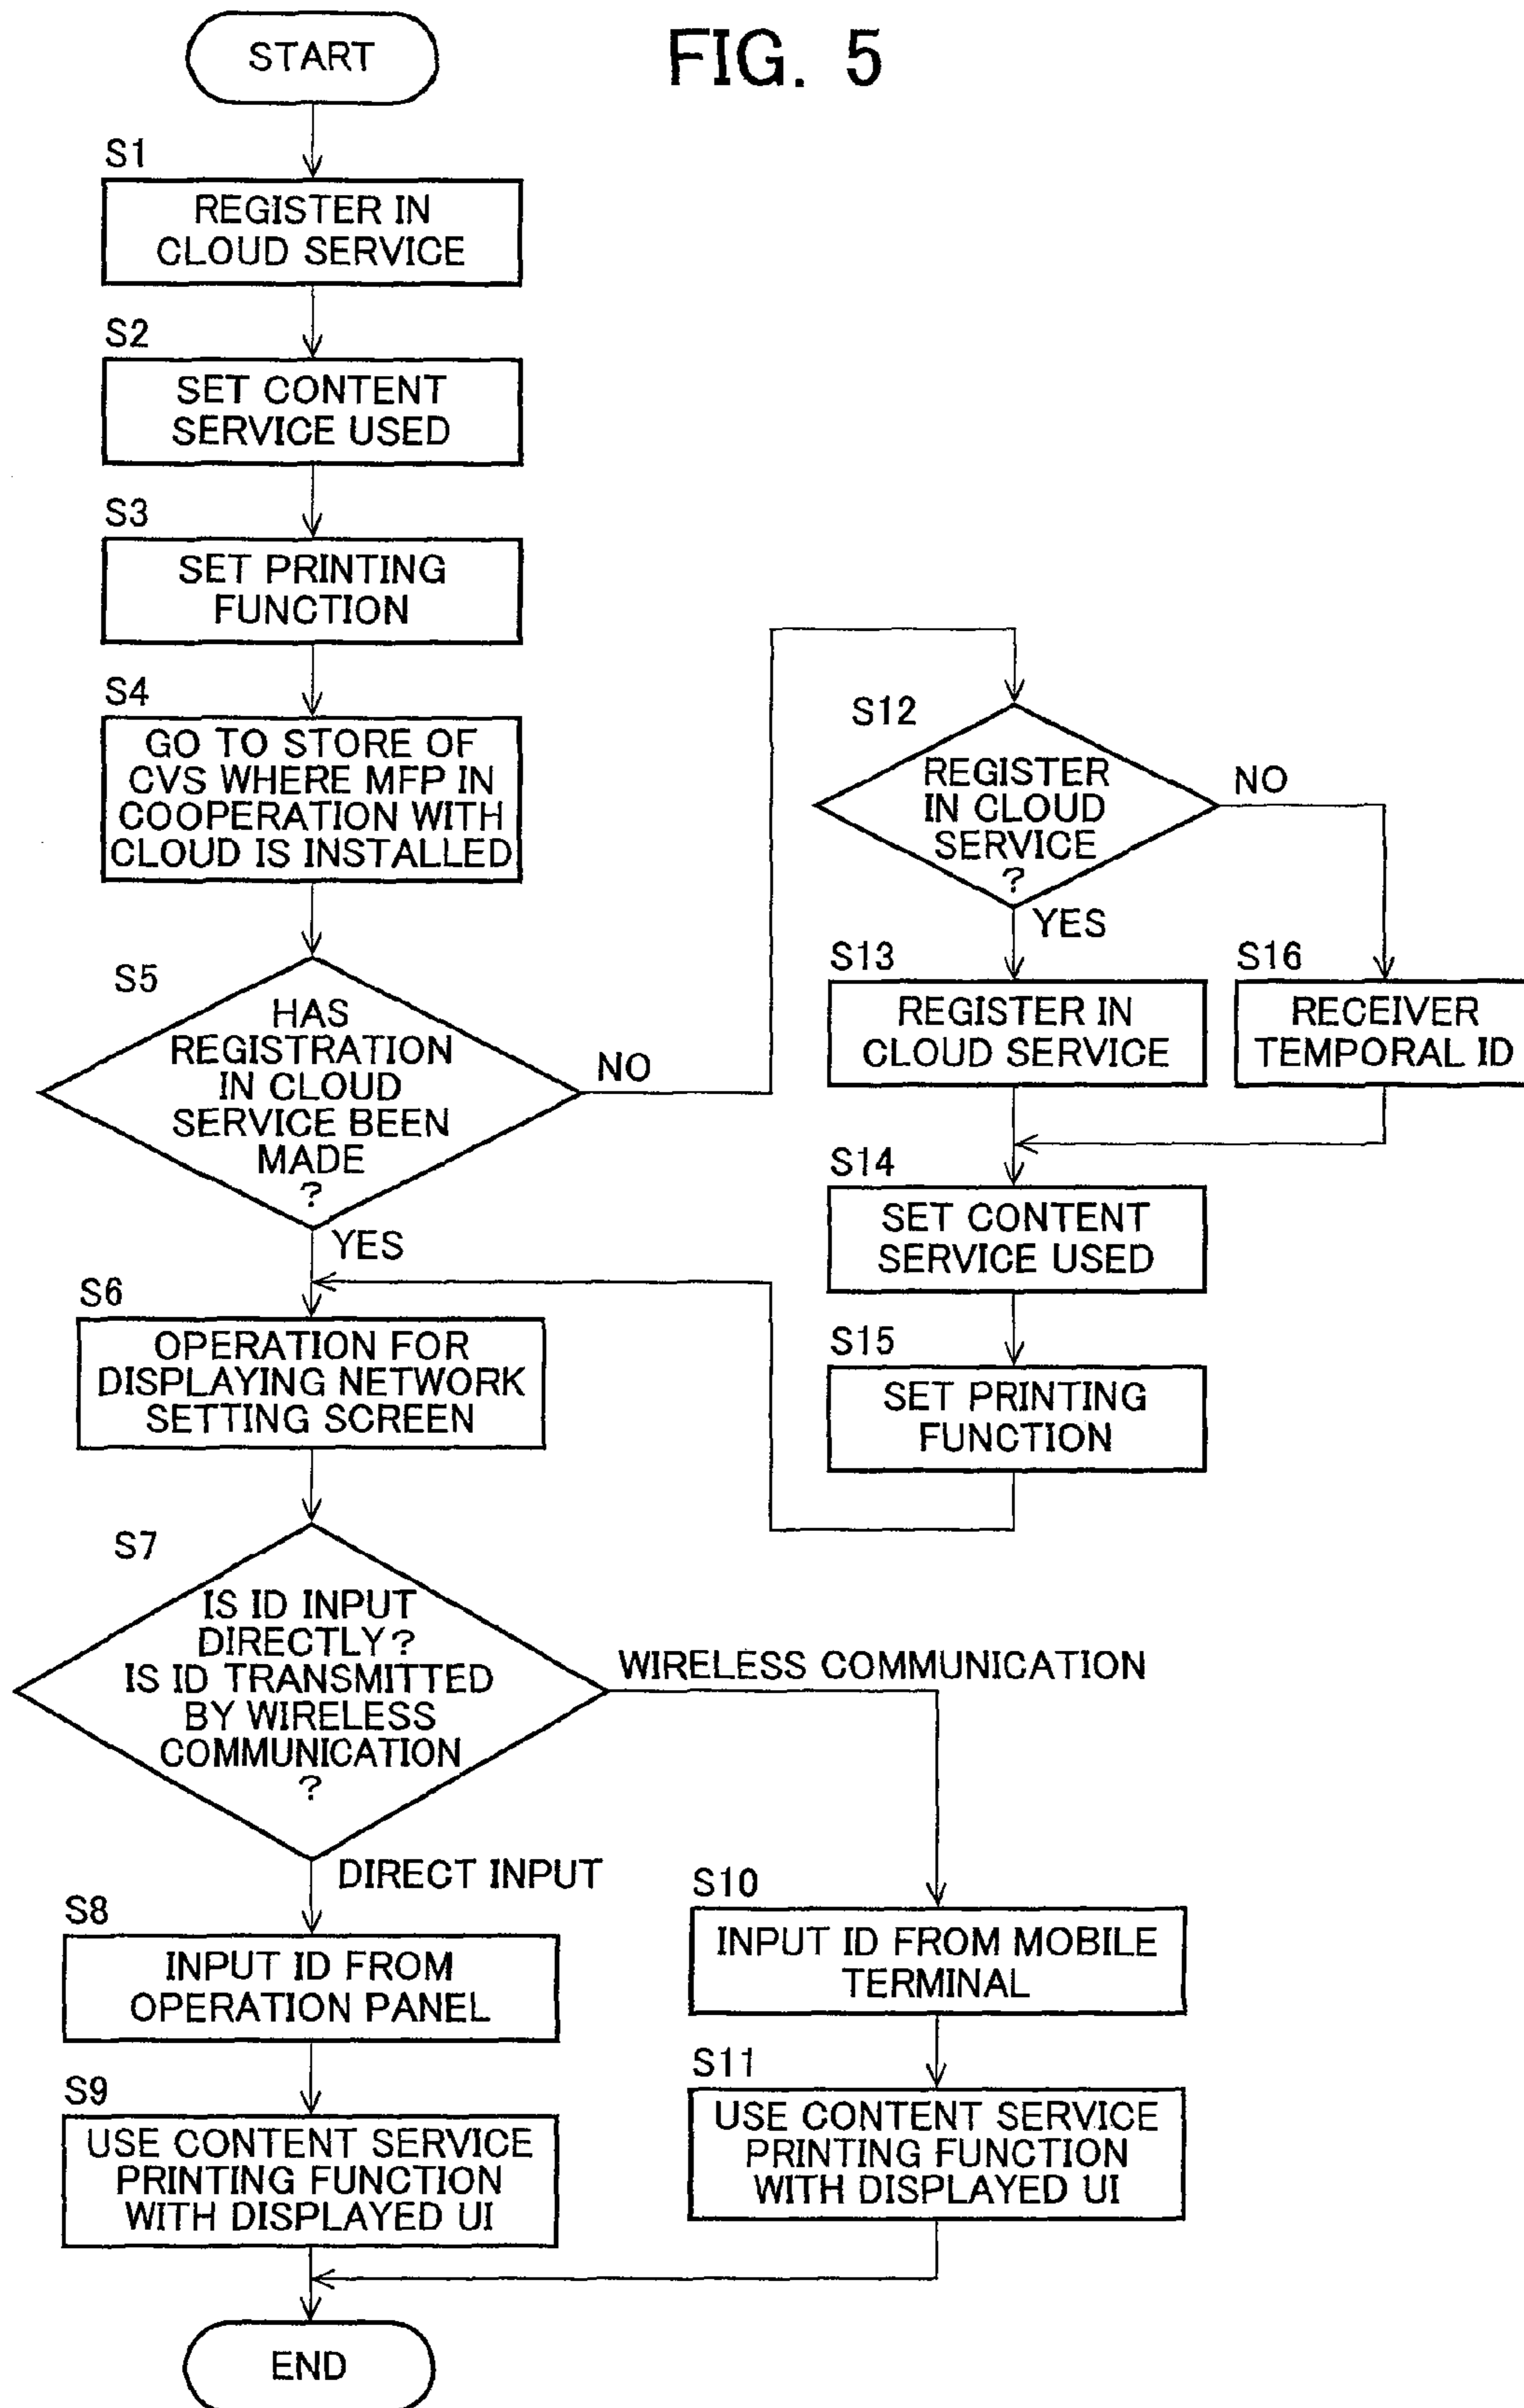 FIG. 5
START
S1
REGISTER IN
CLOUD SERVICE
S2
SET CONTENT
SERVICE USED
S3
SET PRINTING
FUNCTION
S4
GO TO STORE OF
CVS WHERE MFP IN
COOPERATION WITH
CLOUD IS INSTALLED
S5
HAS
REGISTRATION
IN CLOUD
SERVICE BEEN
MADE
?
NO
YES
S12
REGISTER
IN CLOUD
SERVICE
?
NO
YES
S13
REGISTER IN
CLOUD SERVICE
S16
RECEIVER
TEMPORAL ID
S14
SET CONTENT
SERVICE USED
S15
SET PRINTING
FUNCTION
S6
OPERATION FOR
DISPLAYING NETWORK
SETTING SCREEN
S7
IS ID INPUT
DIRECTLY?
IS ID TRANSMITTED
BY WIRELESS
COMMUNICATION
?
WIRELESS COMMUNICATION
DIRECT INPUT
S8
INPUT ID FROM
OPERATION PANEL
S9
USE CONTENT SERVICE
PRINTING FUNCTION
WITH DISPLAYED UI
S10
INPUT ID FROM MOBILE
TERMINAL
S11
USE CONTENT SERVICE
PRINTING FUNCTION
WITH DISPLAYED UI
END